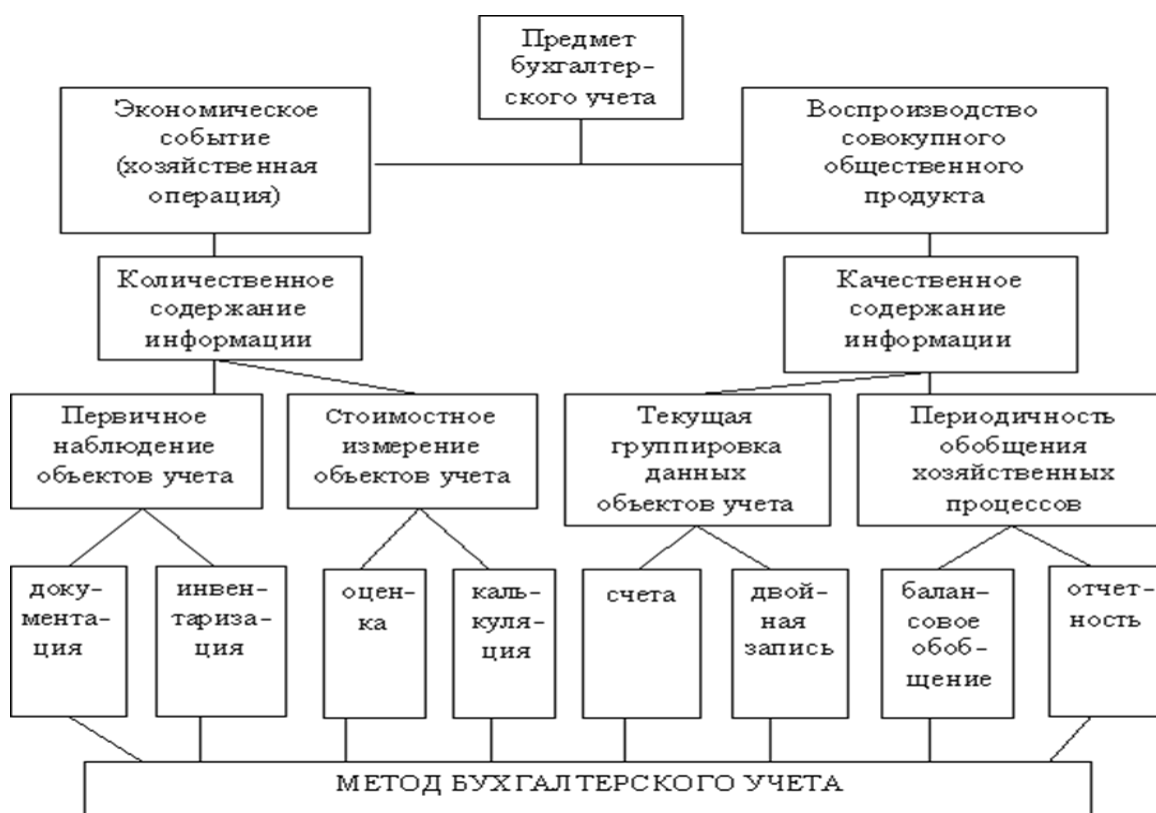 Предмет
бухгалтер-
ского учета
Экономическое
событие
(хозяйственная
операция)
Воспроизводство
совокупного
общественного
продукта
Количественное
содержание
информации
Качественное
содержание
информации
Первичное
наблюдение
объектов учета
Стоимостное
измерение
объектов учета
Текущая
группировка
данных
объектов учета
Периодичность
обобщения
хозяйственных
процессов
доку-
мента-
ция
инвен-
тариза-
ция
оцен-
ка
каль-
куля-
ция
счета
двой-
ная
запись
балан-
совое
обоб-
щение
отчет-
ность
МЕТОД БУХГАЛТЕРСКОГО УЧЕТА